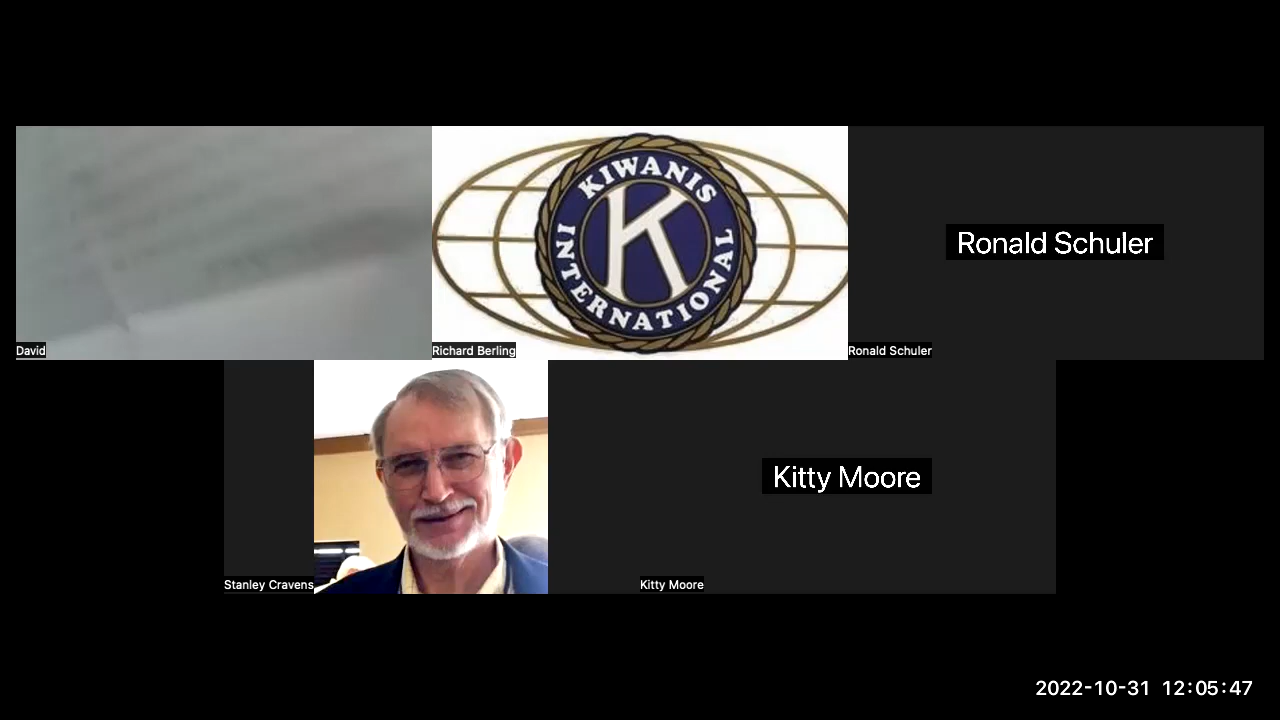 David
KIWANIS
K
INTERNATIONAL
Richard Berling
Ronald Schuler
Ronald Schuler
Stanley Cravens
Kitty Moore
Kitty Moore
2022-10-31 12:05:47